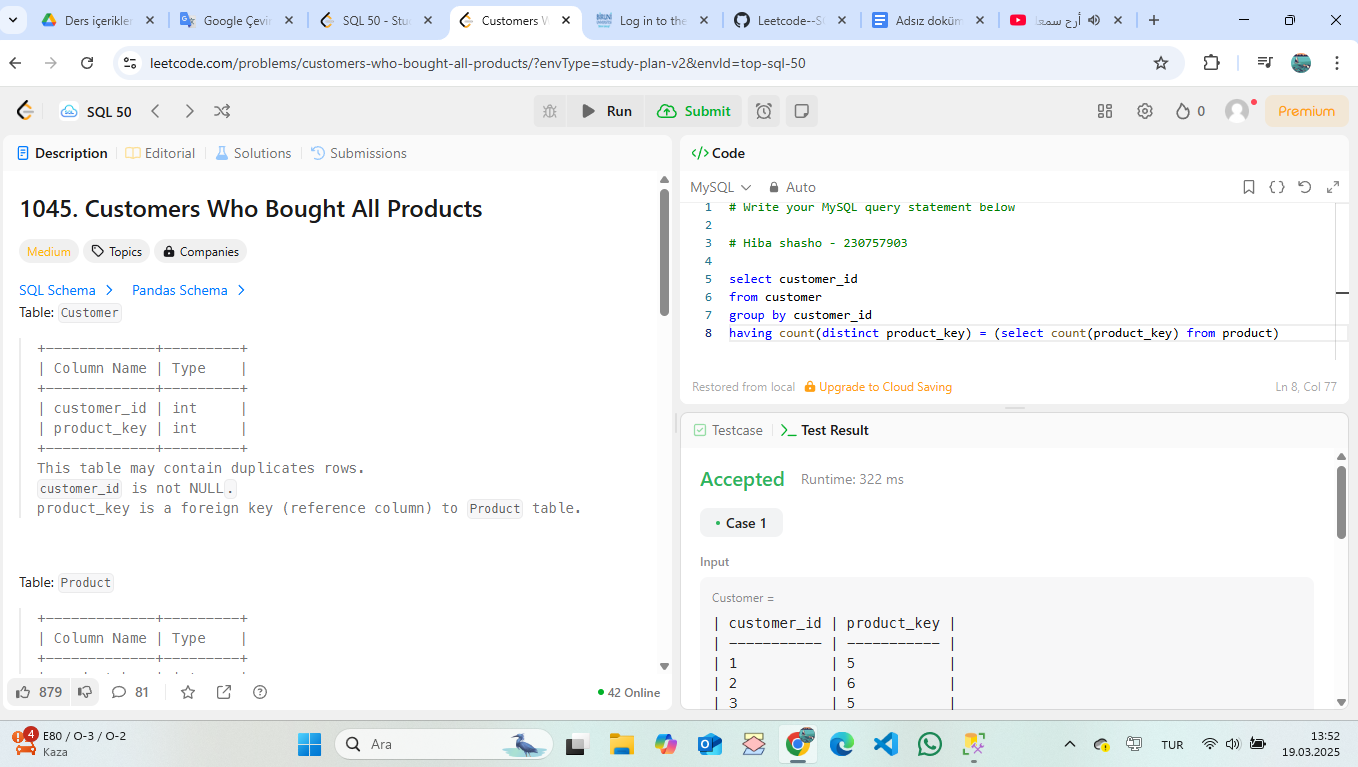 Ders içerikler
Google Çevir
SQL 50 - Stu
Customers W
Log in to the
Leetcode--S
Adsız doküm
أرح سمعك
leetcode.com/problems/customers-who-bought-all-products/?envType=study-plan-v2&envId=top-sql-50
SQL 50
Run
Submit
0
Premium
Description
Editorial
Solutions
Submissions
1045. Customers Who Bought All Products
Medium
Topics
Companies
SQL Schema
Pandas Schema
Table: Customer
+-------------+---------+
| Column Name | Type    |
+-------------+---------+
| customer_id | int     |
| product_key | int     |
+-------------+---------+
This table may contain duplicates rows.
customer_id is not NULL.
product_key is a foreign key (reference column) to Product table.
Table: Product
+-------------+---------+
| Column Name | Type    |
+-------------+---------+
879
81
42 Online
</> Code
MySQL
Auto
1 # Write your MySQL query statement below
2
3 # Hiba shasho - 230757903
4
5 select customer_id
6 from customer
7 group by customer_id
8 having count(distinct product_key) = (select count(product_key) from product)
Restored from local
Upgrade to Cloud Saving
Ln 8, Col 77
Testcase
Test Result
Accepted
Runtime: 322 ms
Case 1
Input
Customer =
| customer_id | product_key |
| ----------- | ----------- |
| 1           | 5           |
| 2           | 6           |
| 3           | 5           |
4
E80 / O-3 / O-2
Kaza
Ara
TUR
13:52
19.03.2025